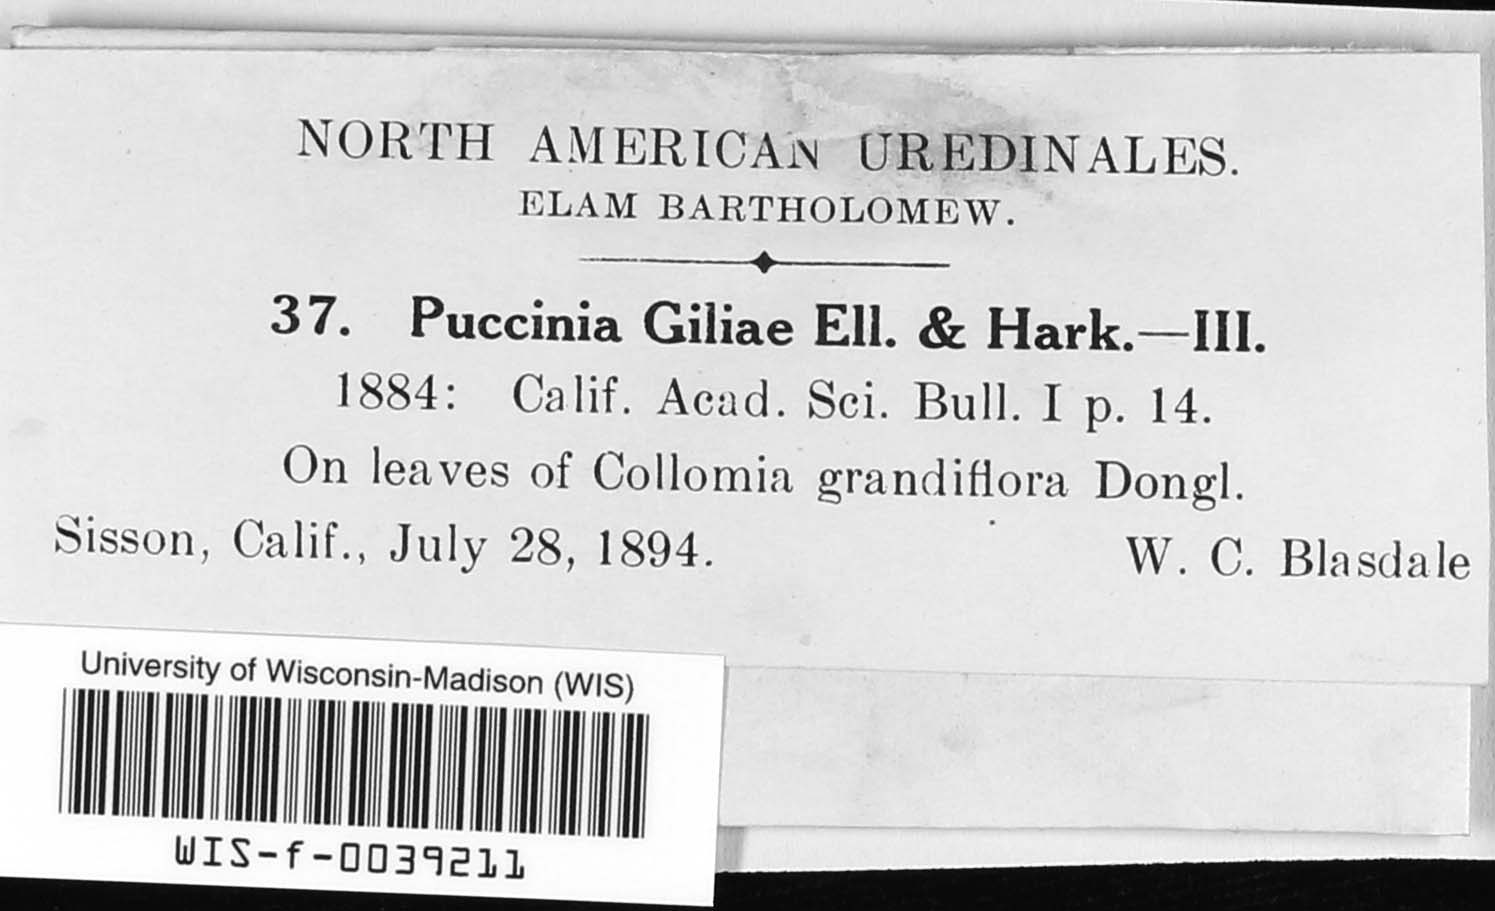 NORTH AMERICAN UREDINALES.
ELAM BARTHOLOMEW.
37. Puccinia Giliae Ell. & Hark.—III.
1884: Calif. Acad. Sci. Bull. I p. 14.
On leaves of Collomia grandiflora Dongl.
Sisson, Calif., July 28, 1894. W. C. Blasdale
University of Wisconsin-Madison (WIS)
WIS-f-0039211